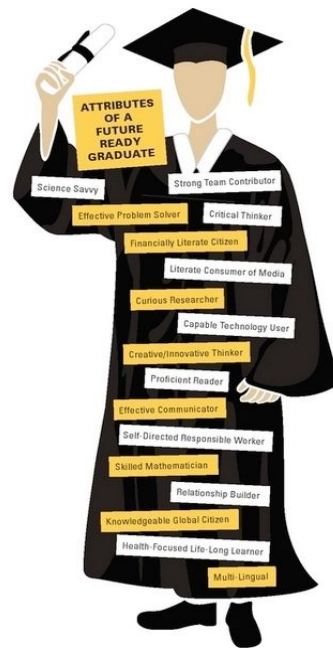 ATTRIBUTES
OF A
FUTURE
READY
GRADUATE
Science Savvy
Strong Team Contributor
Effective Problem Solver
Critical Thinker
Financially Literate Citizen
Literate Consumer of Media
Curious Researcher
Capable Technology User
Creative/Innovative Thinker
Proficient Reader
Effective Communicator
Self-Directed Responsible Worker
Skilled Mathematician
Relationship Builder
Knowledgeable Global Citizen
Health-Focused Life-Long Learner
Multi-Lingual